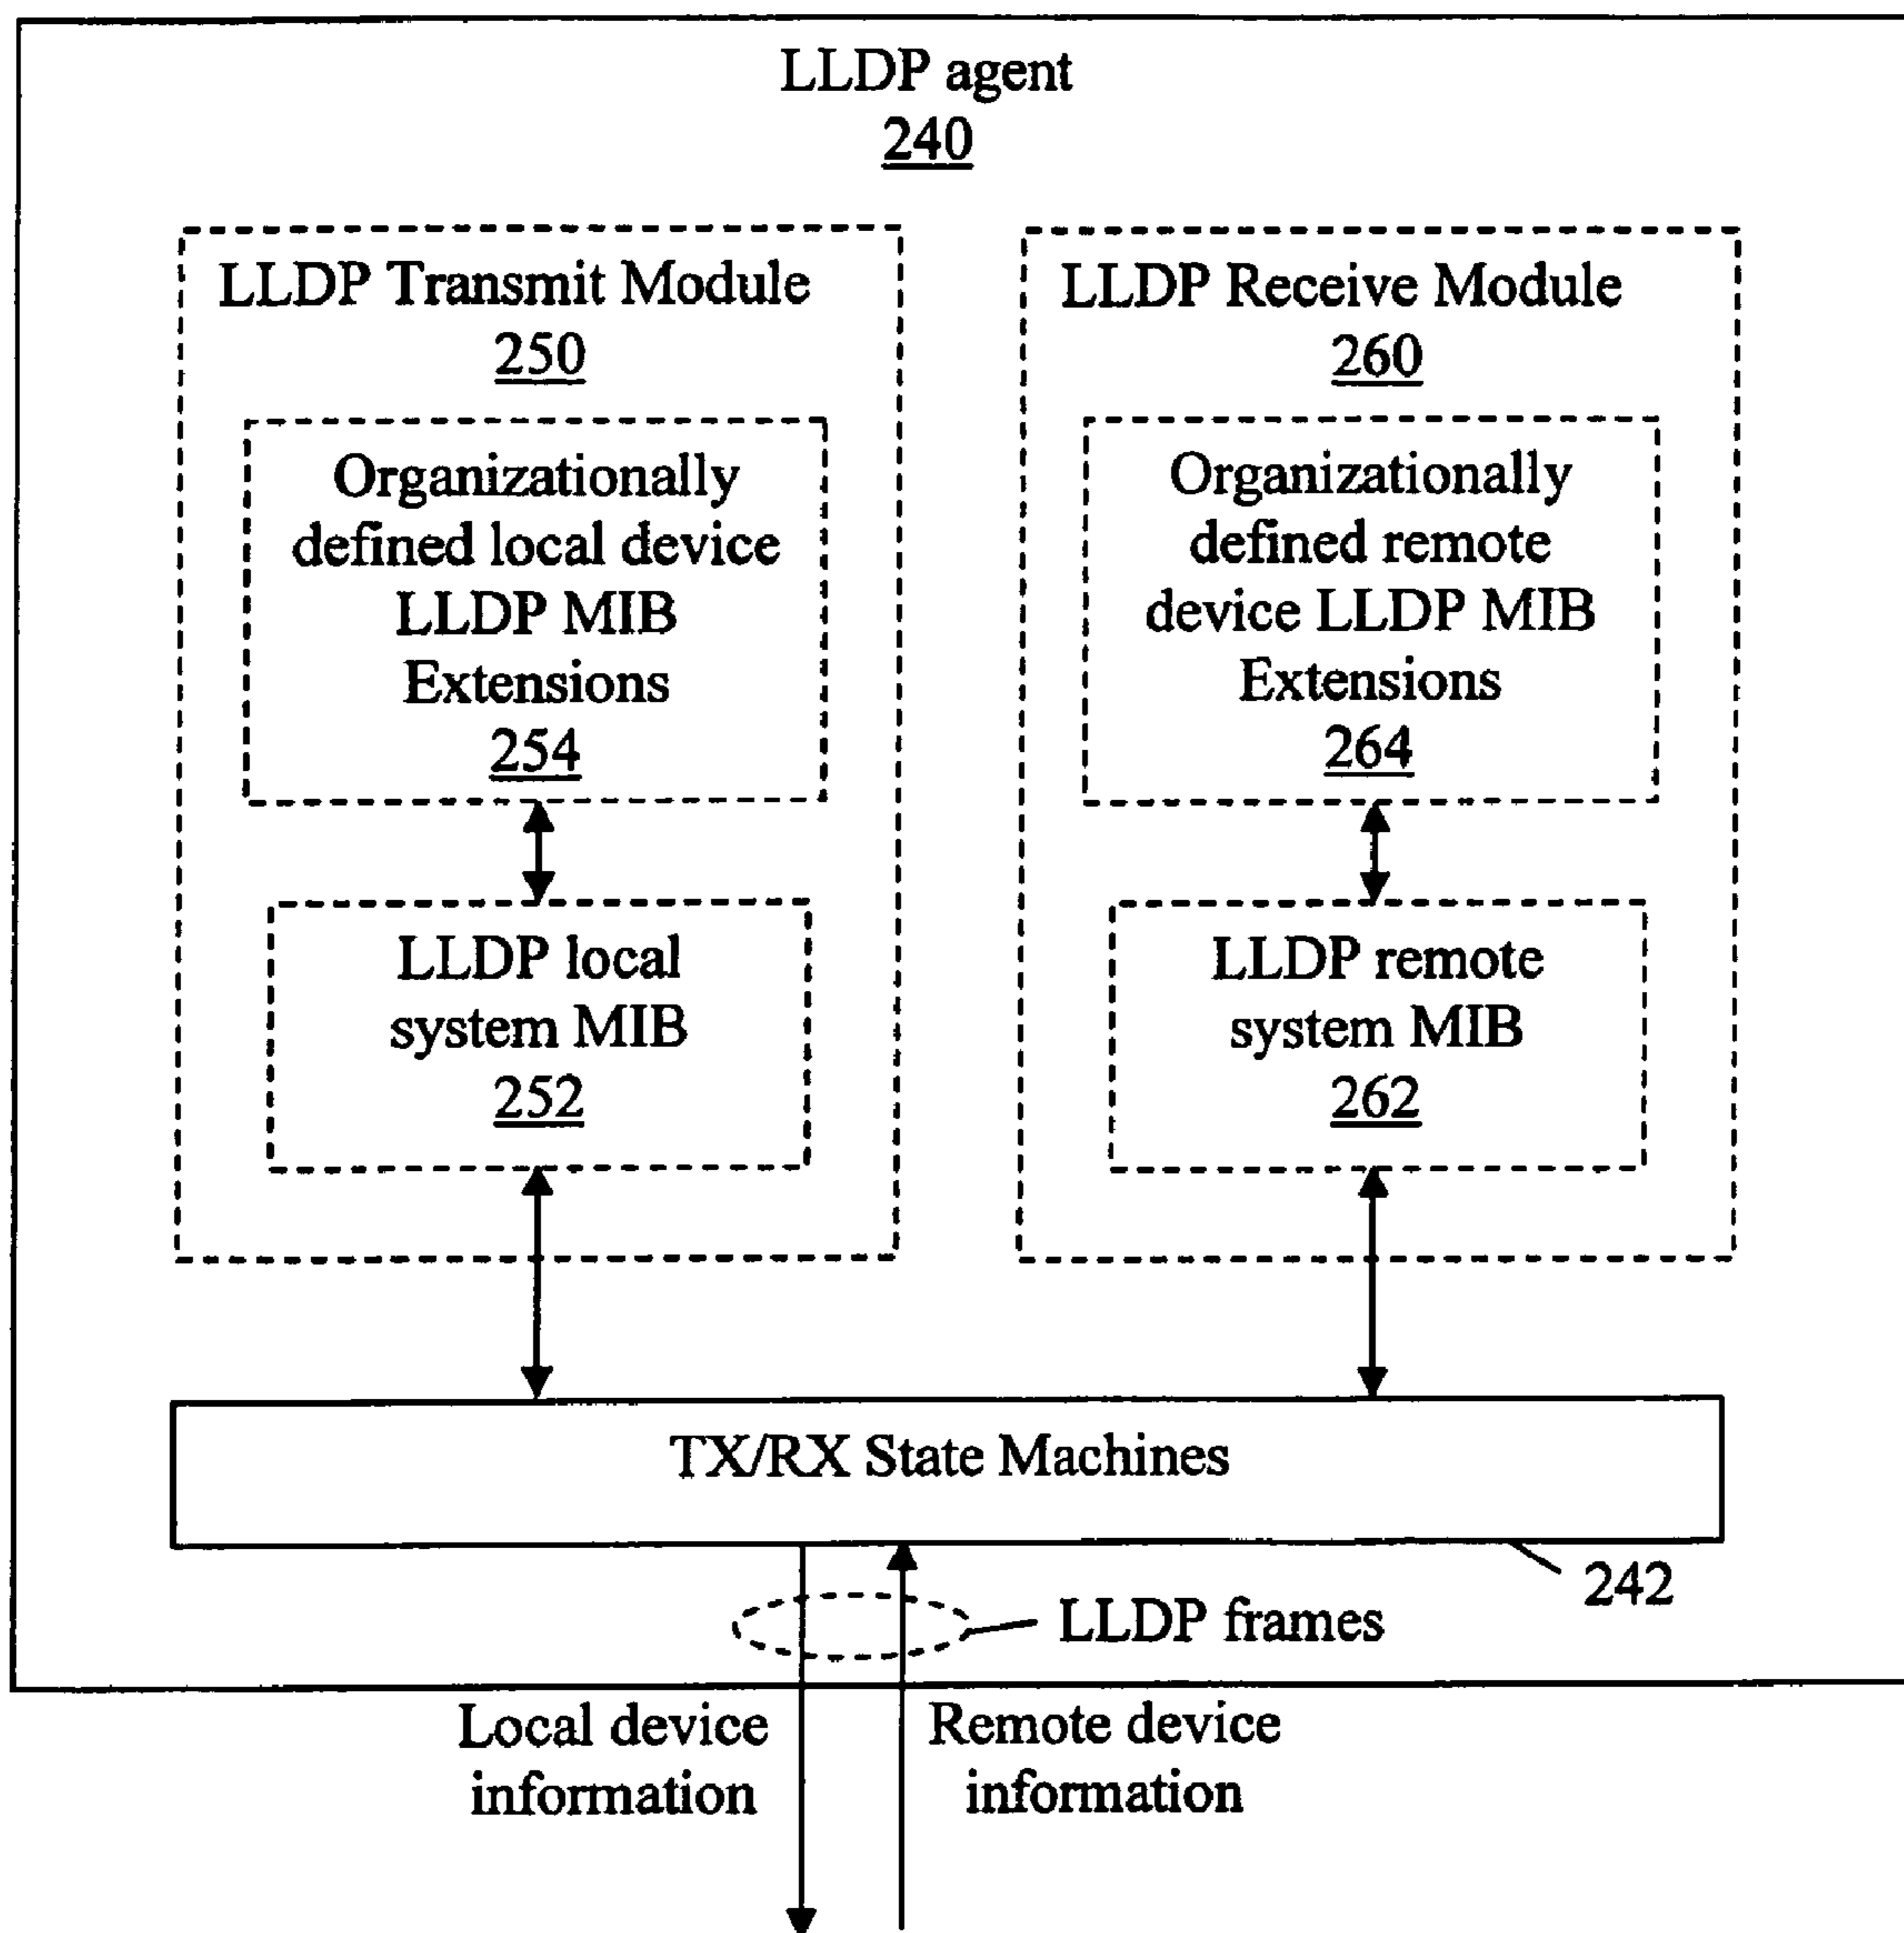 LLDP agent
240
LLDP Transmit Module
250
Organizationally
defined local device
LLDP MIB
Extensions
254
LLDP local
system MIB
252
LLDP Receive Module
260
Organizationally
defined remote
device LLDP MIB
Extensions
264
LLDP remote
system MIB
262
TX/RX State Machines
242
LLDP frames
Local device
information
Remote device
information